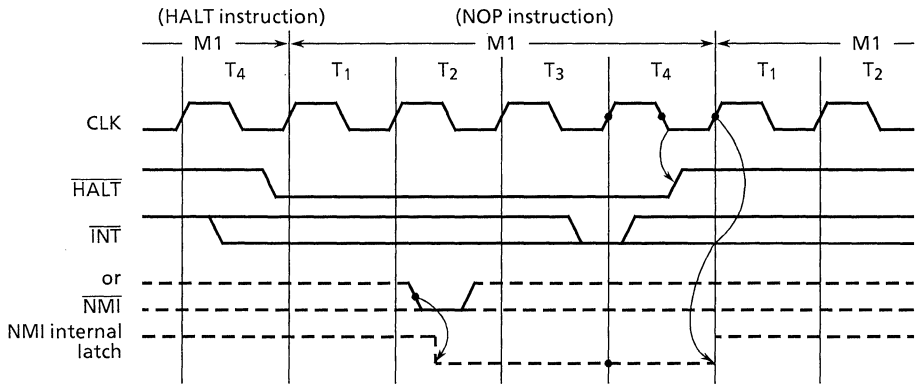 (HALT instruction) (NOP instruction)
M1 M1 M1
T4 T1 T2 T3 T4 T1 T2
CLK
HALT
INT
or
NMI
NMI internal
latch